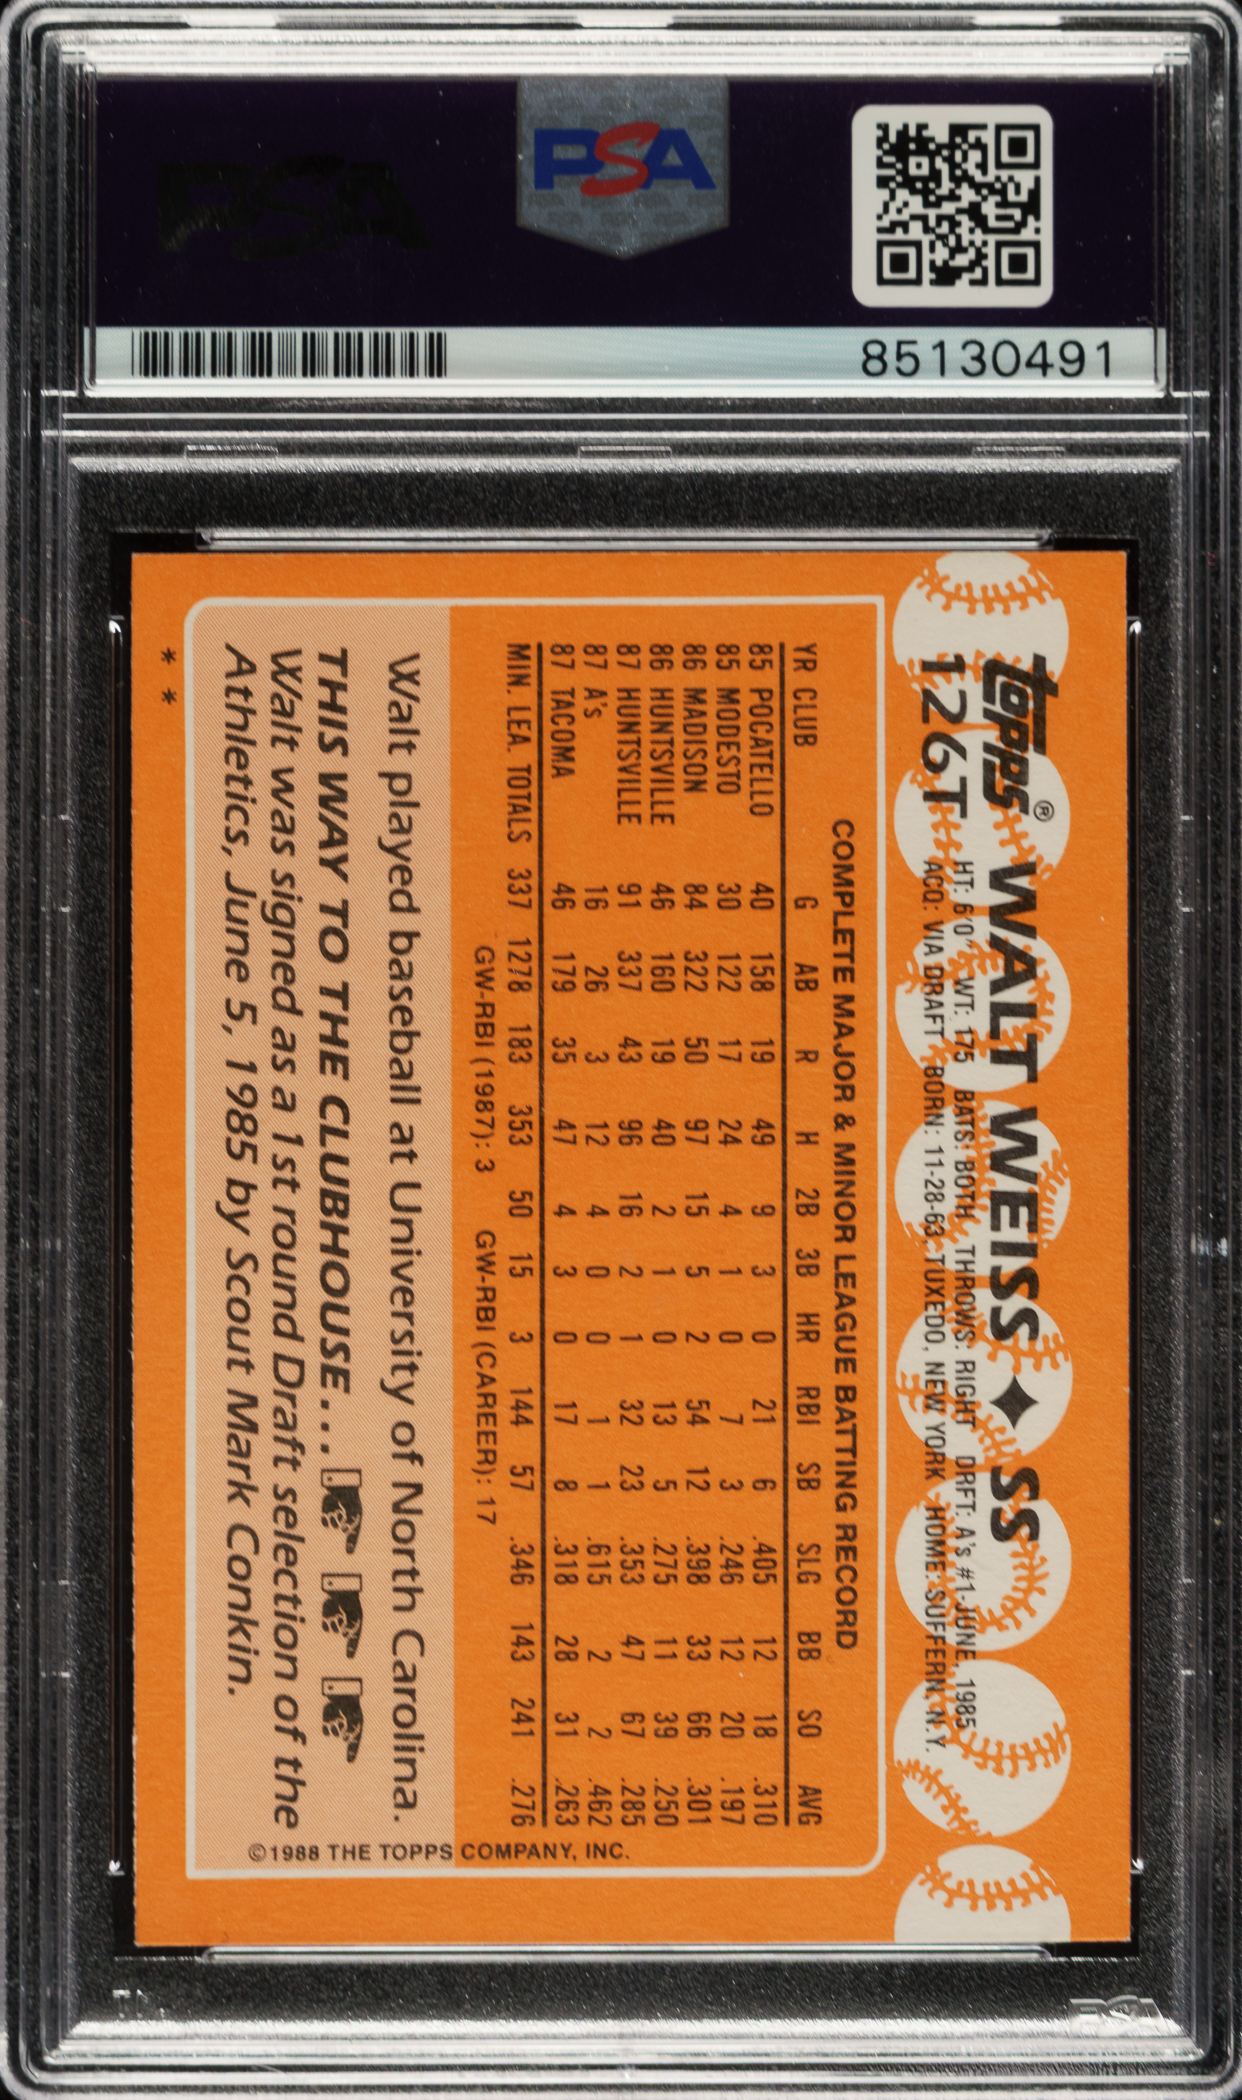 PSA
PSA
85130491
topps® WALT WEISS ✦ SS
126T
HT: 6'0" WT: 175 BATS: BOTH THROWS: RIGHT DRFT: A's #1-JUNE, 1985
ACQ: VIA DRAFT BORN: 11-28-63, TUXEDO, NEW YORK HOME: SUFFERN, N.Y.
COMPLETE MAJOR & MINOR LEAGUE BATTING RECORD
YR CLUB G AB R H 2B 3B HR RBI SB SLG BB SO AVG
85 POCATELLO 40 158 19 49 9 3 0 21 6 .405 12 18 .310
85 MODESTO 30 122 17 24 4 1 0 7 3 .246 12 20 .197
86 MADISON 84 322 50 97 15 5 2 54 12 .398 33 66 .301
86 HUNTSVILLE 46 160 19 40 2 1 0 13 5 .275 11 39 .250
87 HUNTSVILLE 91 337 43 96 16 2 1 32 23 .353 47 67 .285
87 A's 16 26 3 12 4 0 0 1 1 .615 2 2 .462
87 TACOMA 46 179 35 47 4 3 0 17 8 .318 28 31 .263
MIN. LEA. TOTALS 337 1278 183 353 50 15 3 144 57 .346 143 241 .276
GW-RBI (1987): 3 GW-RBI (CAREER): 17
Walt played baseball at University of North Carolina.
THIS WAY TO THE CLUBHOUSE...
Walt was signed as a 1st round Draft selection of the
Athletics, June 5, 1985 by Scout Mark Conkin.
©1988 THE TOPPS COMPANY, INC.
* *
PSA